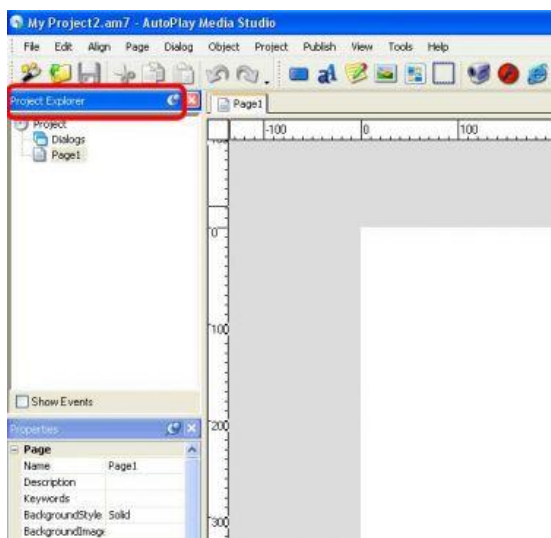 My Project2.am7 - AutoPlay Media Studio
File Edit Align Page Dialog Object Project Publish View Tools Help
Project Explorer
Page1
Project
Dialogs
Page1
-100 0 100
0
100
200
300
Show Events
Properties
Page
Name Page1
Description
Keywords
BackgroundStyle Solid
BackgroundImage